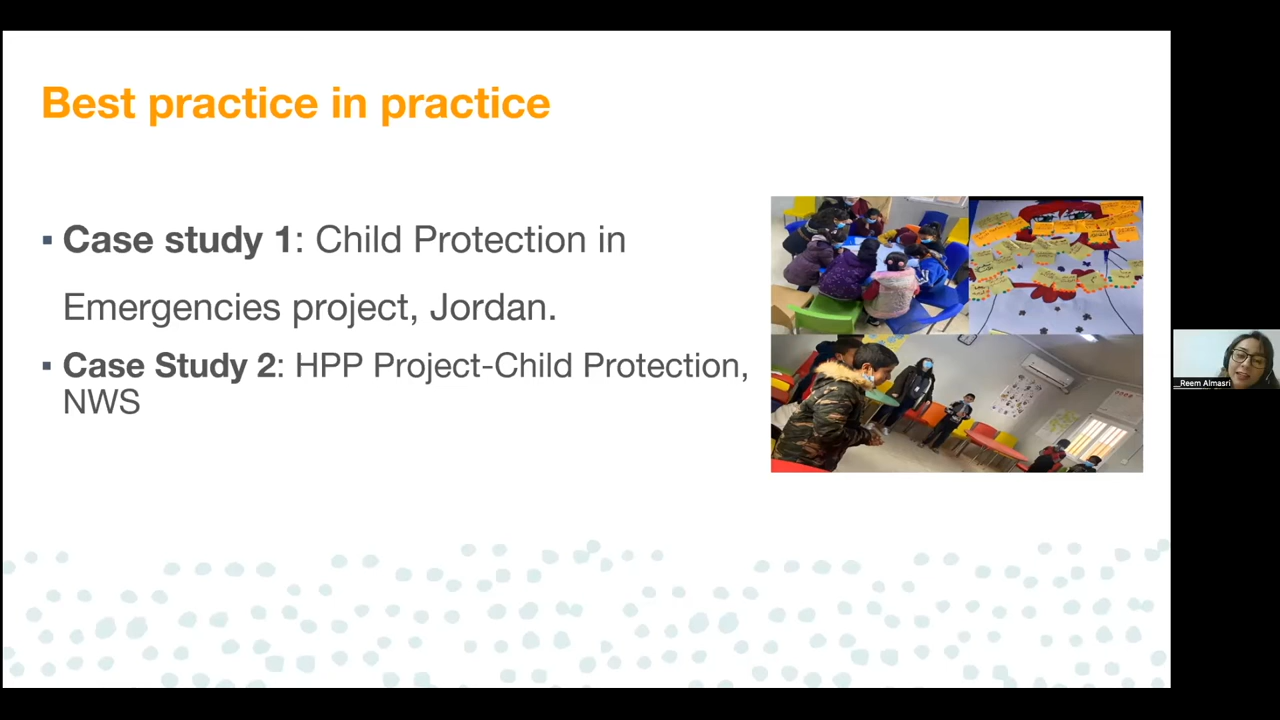 Best practice in practice
▪ Case study 1: Child Protection in
Emergencies project, Jordan.
▪ Case Study 2: HPP Project-Child Protection,
NWS
_Reem Almasri